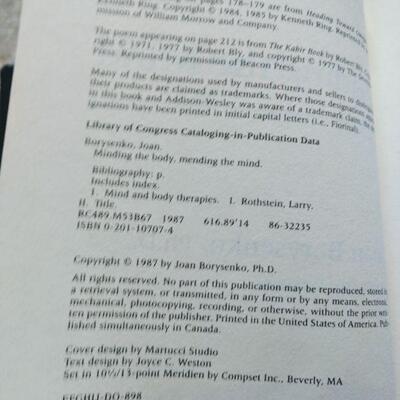 pages 178–179 are from Heading Toward
Kenneth Ring. Copyright © 1984, 1985 by Kenneth Ring. Reprinted
mission of William Morrow and Company.
The poem appearing on page 212 is from The Kabir Book by Robert Bly.
right © 1971, 1977 by Robert Bly, and copyright © 1977 by The
Press. Reprinted by permission of Beacon Press.
Many of the designations used by manufacturers and sellers to
their products are claimed as trademarks. Where those designations
in this book and Addison-Wesley was aware of a trademark claim, the
ignations have been printed in initial capital letters (i.e., Fiorinal).
Library of Congress Cataloging-in-Publication Data
Borysenko, Joan.
Minding the body, mending the mind.
Bibliography: p.
Includes index.
1. Mind and body therapies. I. Rothstein, Larry.
II. Title.
RC489.M53B67 1987 616.89'14 86-32235
ISBN 0-201-10707-4
Copyright © 1987 by Joan Borysenko, Ph.D.
All rights reserved. No part of this publication may be reproduced, stored in
a retrieval system, or transmitted, in any form or by any means, electronic,
mechanical, photocopying, recording, or otherwise, without the prior writ-
ten permission of the publisher. Printed in the United States of America. Pub-
lished simultaneously in Canada.
Cover design by Martucci Studio
Text design by Joyce C. Weston
Set in 10½/13-point Meridien by Compset Inc., Beverly, MA